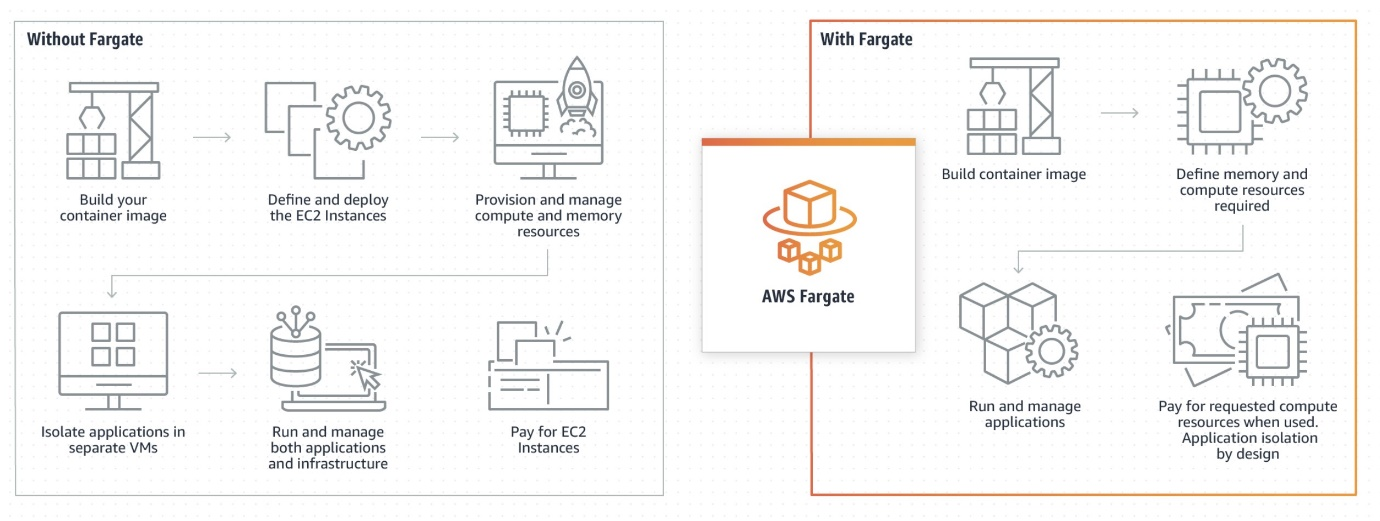 Without Fargate
Build your
container image
Define and deploy
the EC2 Instances
Provision and manage
compute and memory
resources
Isolate applications in
separate VMs
Run and manage
both applications
and infrastructure
Pay for EC2
Instances
AWS Fargate
With Fargate
Build container image
Define memory and
compute resources
required
Run and manage
applications
Pay for requested compute
resources when used.
Application isolation
by design